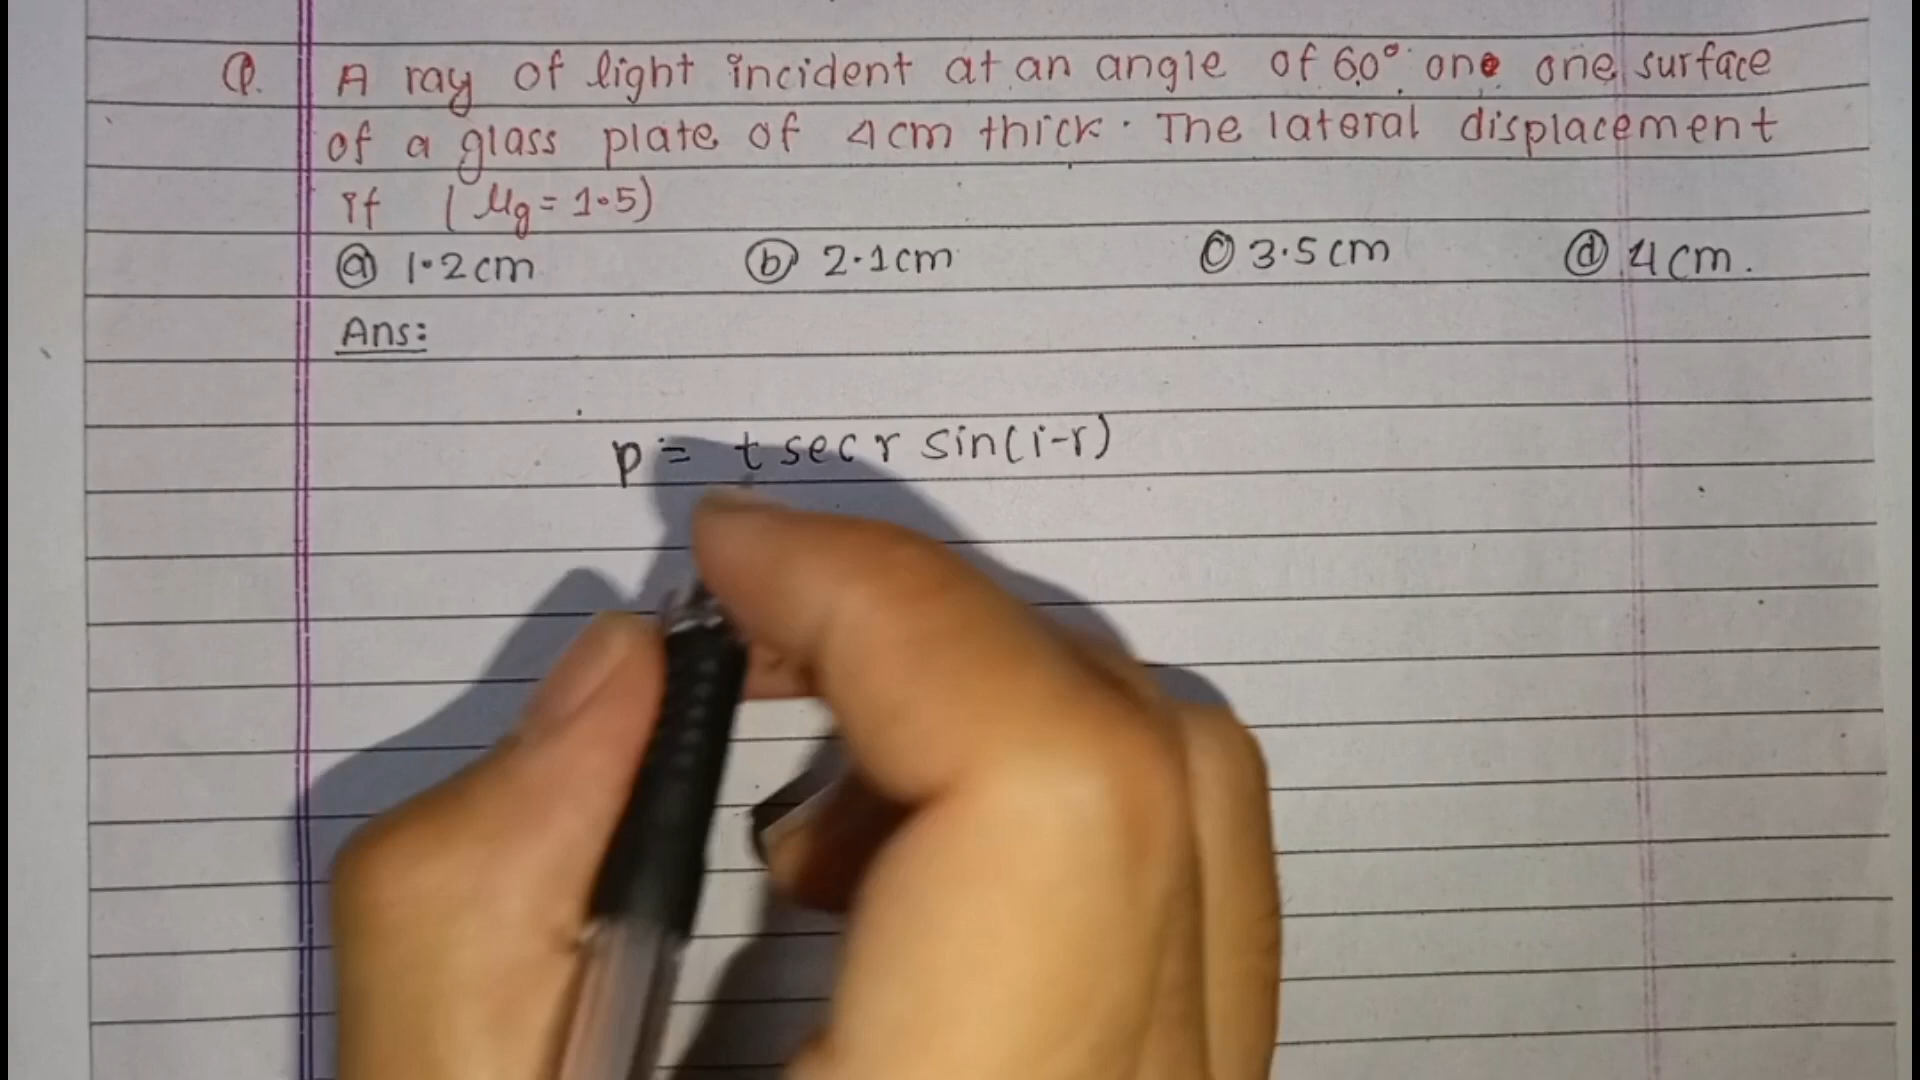 Q. A ray of light incident at an angle of 60° one one surface
of a glass plate of 4cm thick. The lateral displacement
if (μg = 1.5)
ⓐ 1.2cm ⓑ 2.1cm ⓒ 3.5cm ⓓ 4cm.
Ans:
p = t sec r sin(i-r)